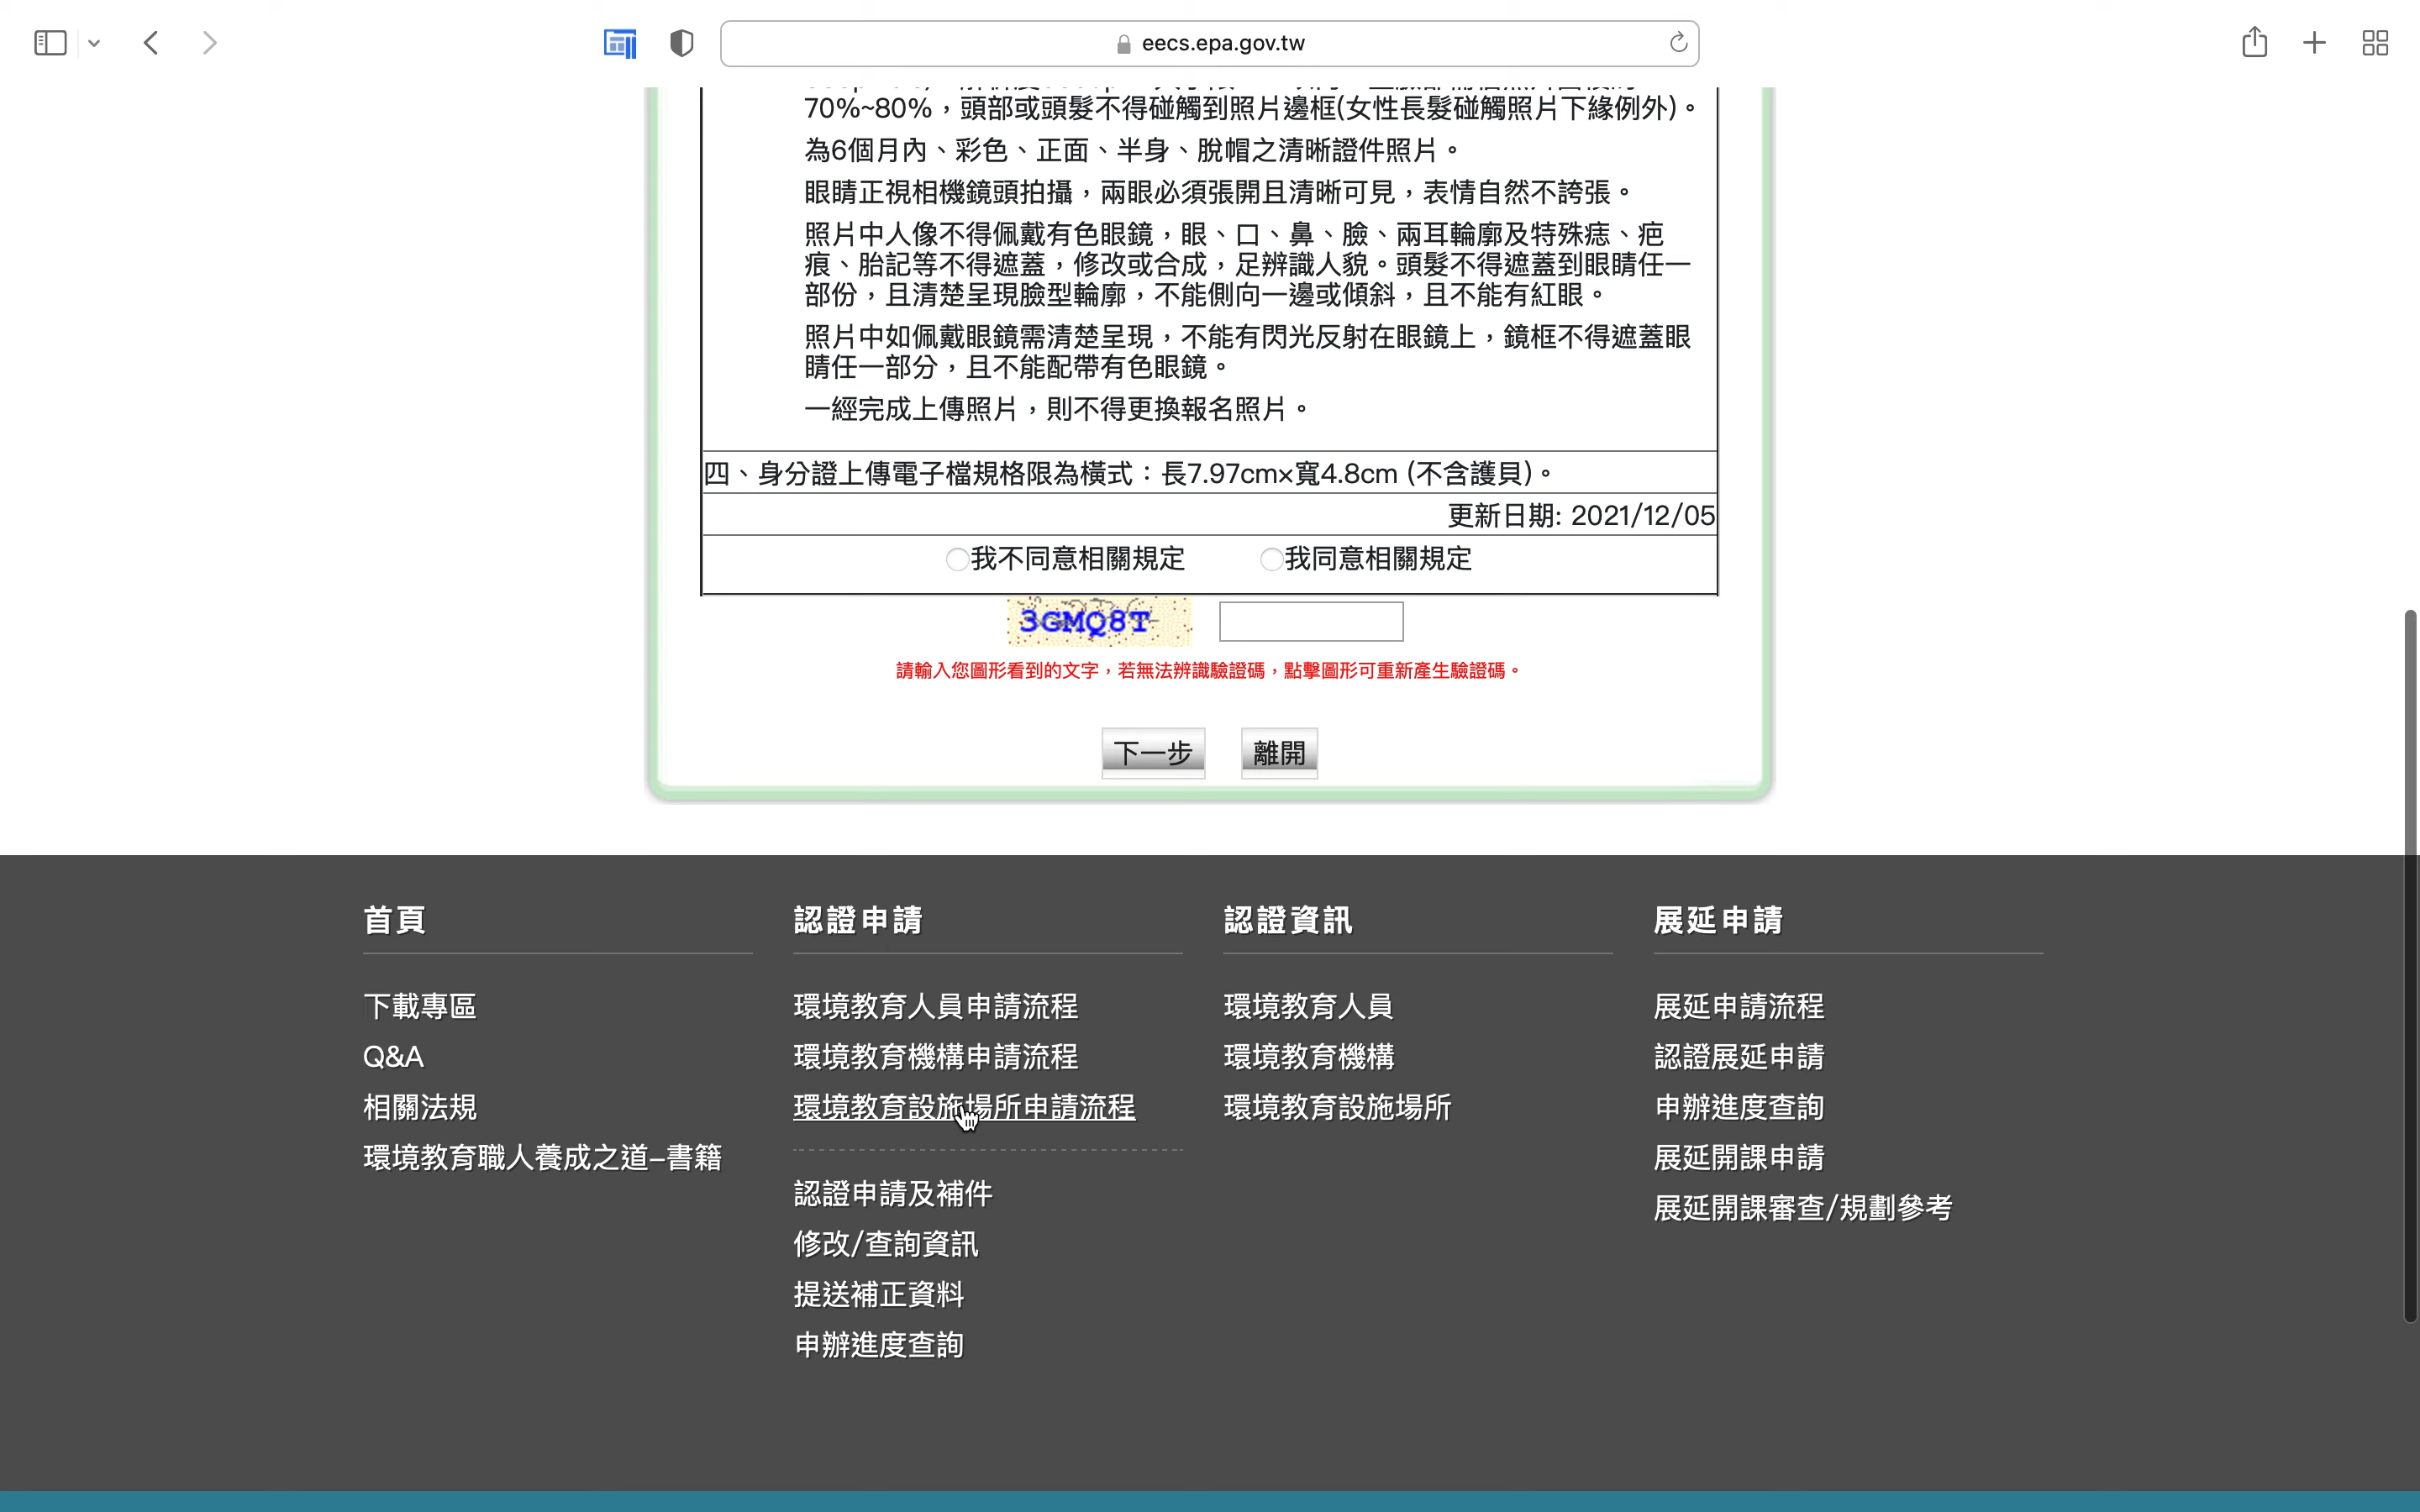 eecs.epa.gov.tw
70%~80%，頭部或頭髮不得碰觸到照片邊框(女性長髮碰觸照片下緣例外)。
為6個月內、彩色、正面、半身、脫帽之清晰證件照片。
眼睛正視相機鏡頭拍攝，兩眼必須張開且清晰可見，表情自然不誇張。
照片中人像不得佩戴有色眼鏡，眼、口、鼻、臉、兩耳輪廓及特殊痣、疤
痕、胎記等不得遮蓋，修改或合成，足辨識人貌。頭髮不得遮蓋到眼睛任一
部份，且清楚呈現臉型輪廓，不能側向一邊或傾斜，且不能有紅眼。
照片中如佩戴眼鏡需清楚呈現，不能有閃光反射在眼鏡上，鏡框不得遮蓋眼
睛任一部分，且不能配帶有色眼鏡。
一經完成上傳照片，則不得更換報名照片。
四、身分證上傳電子檔規格限為橫式：長7.97cm×寬4.8cm (不含護貝)。
更新日期: 2021/12/05
我不同意相關規定 我同意相關規定
3GMQ8T
請輸入您圖形看到的文字，若無法辨識驗證碼，點擊圖形可重新產生驗證碼。
下一步 離開
首頁
下載專區
Q&A
相關法規
環境教育職人養成之道–書籍
認證申請
環境教育人員申請流程
環境教育機構申請流程
環境教育設施場所申請流程
認證申請及補件
修改/查詢資訊
提送補正資料
申辦進度查詢
認證資訊
環境教育人員
環境教育機構
環境教育設施場所
展延申請
展延申請流程
認證展延申請
申辦進度查詢
展延開課申請
展延開課審查/規劃參考